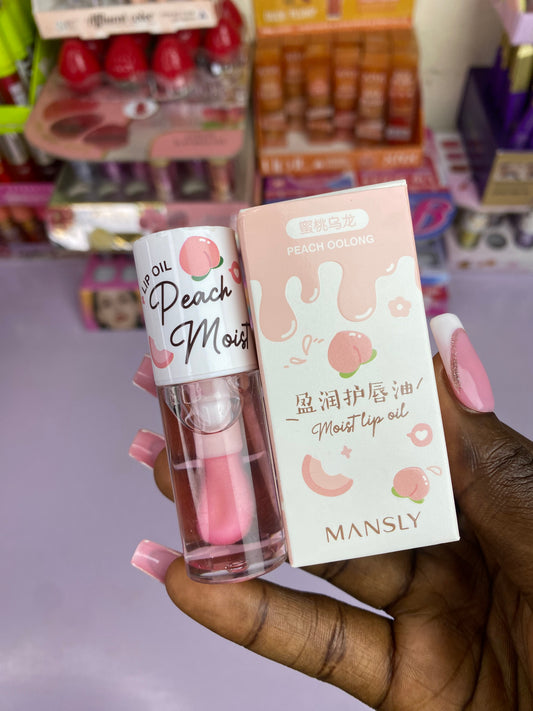 LIP OIL
Peach
Moist
蜜桃乌龙
PEACH OOLONG
盈润护唇油
Moist lip oil
MANSLY